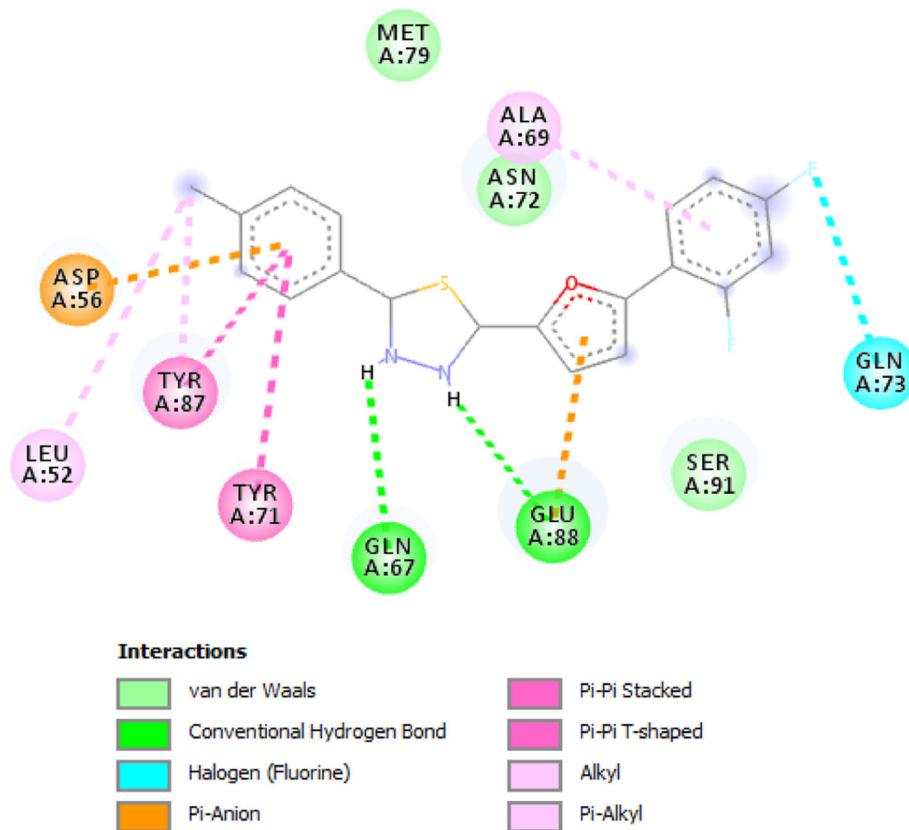 MET
A:79
ALA
A:69
ASN
A:72
F
ASP
A:56
S
O
F
N
H
N
H
TYR
A:87
GLN
A:73
LEU
A:52
TYR
A:71
SER
A:91
GLN
A:67
GLU
A:88
Interactions
van der Waals
Conventional Hydrogen Bond
Halogen (Fluorine)
Pi-Anion
Pi-Pi Stacked
Pi-Pi T-shaped
Alkyl
Pi-Alkyl